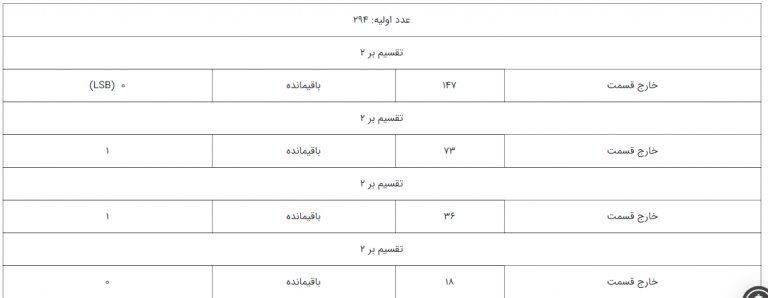 عدد اولیه: ۲۹۴
تقسیم بر ۲
خارج قسمت ۱۴۷ باقیمانده ۰ (LSB)
تقسیم بر ۲
خارج قسمت ۷۳ باقیمانده ۱
تقسیم بر ۲
خارج قسمت ۳۶ باقیمانده ۱
تقسیم بر ۲
خارج قسمت ۱۸ باقیمانده ۰